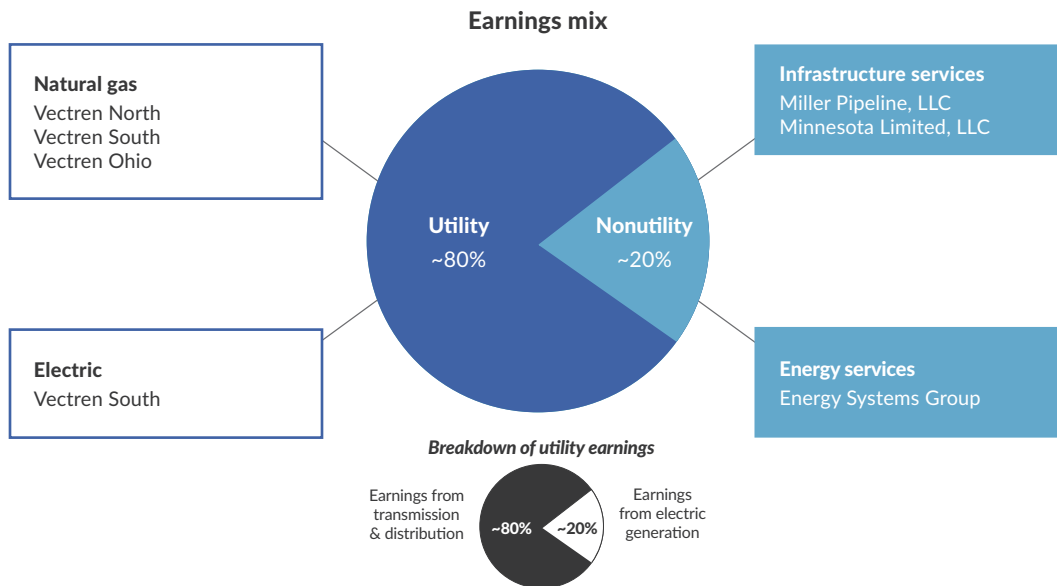 Earnings mix
Natural gas
Vectren North
Vectren South
Vectren Ohio
Infrastructure services
Miller Pipeline, LLC
Minnesota Limited, LLC
Utility
~80%
Nonutility
~20%
Electric
Vectren South
Energy services
Energy Systems Group
Breakdown of utility earnings
Earnings from
transmission
& distribution
~80%
~20%
Earnings
from electric
generation